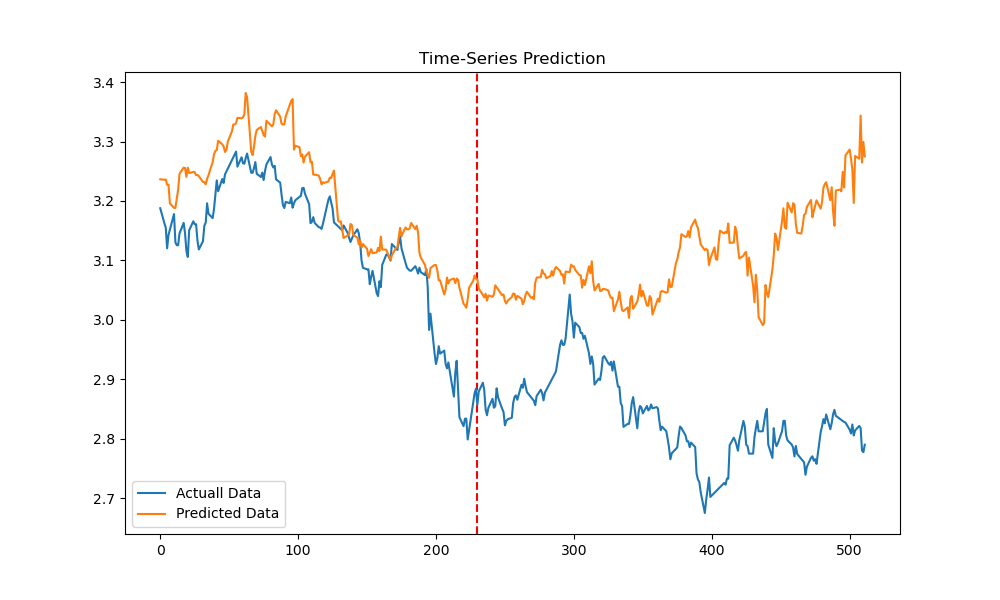 Time-Series Prediction
3.4
3.3
3.2
3.1
3.0
2.9
2.8
2.7
Actuall Data
Predicted Data
0 100 200 300 400 500